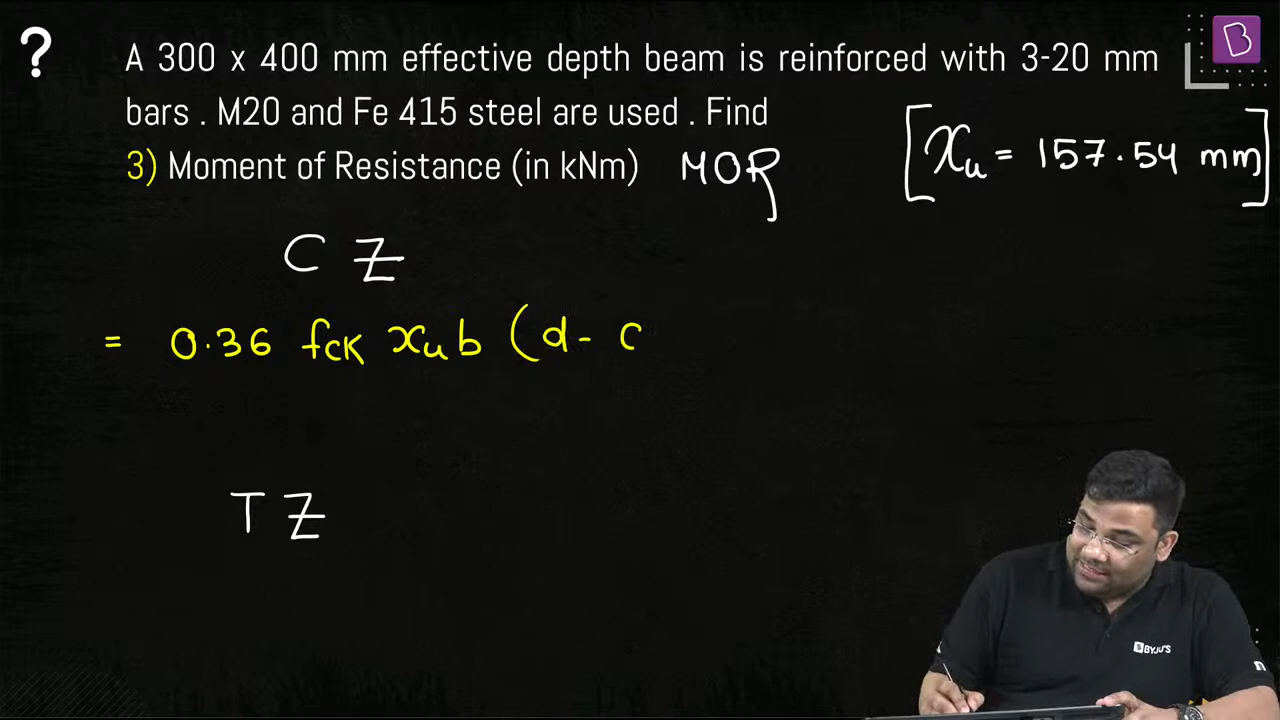 ?
A 300 x 400 mm effective depth beam is reinforced with 3-20 mm
bars . M20 and Fe 415 steel are used . Find
3) Moment of Resistance (in kNm) MOR
[xu = 157.54 mm]
C Z
= 0.36 fck xu b (d- c
T Z
B
BYJU'S